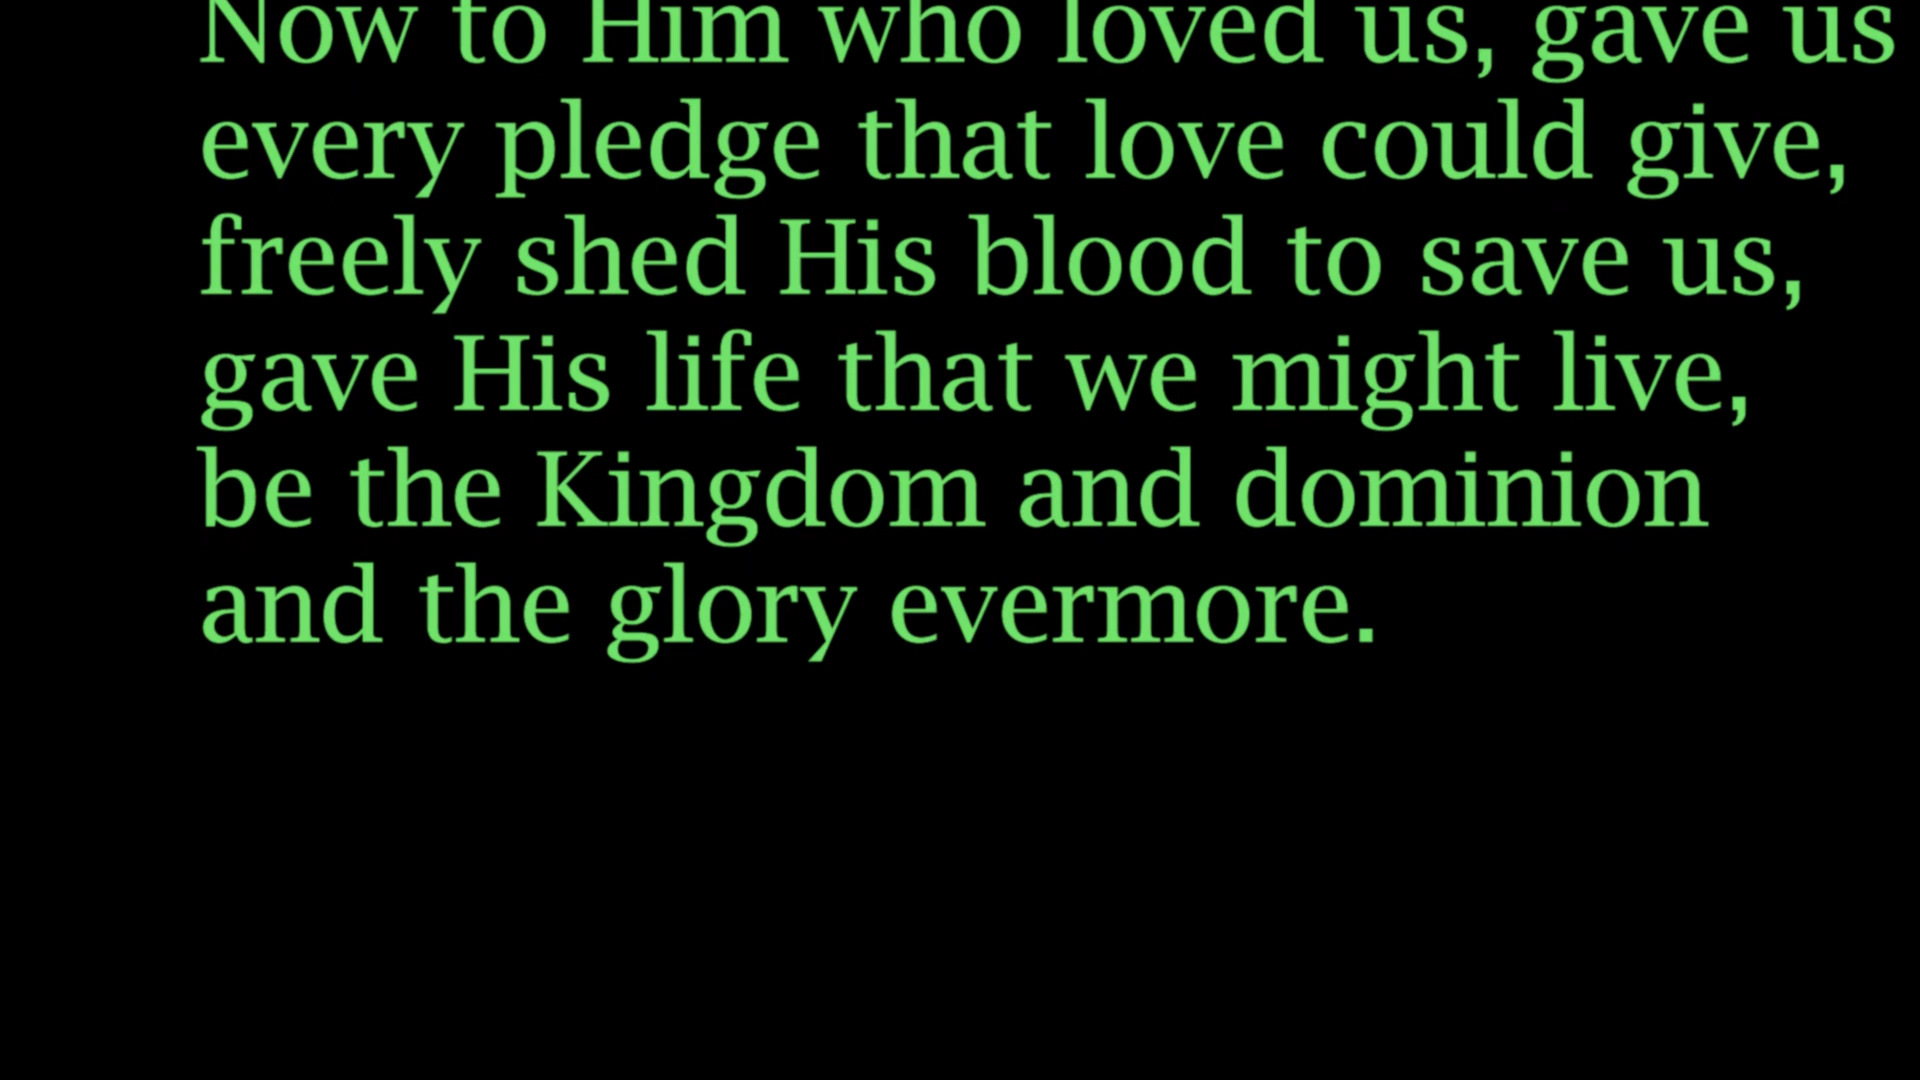 Now to Him who loved us, gave us
every pledge that love could give,
freely shed His blood to save us,
gave His life that we might live,
be the Kingdom and dominion
and the glory evermore.